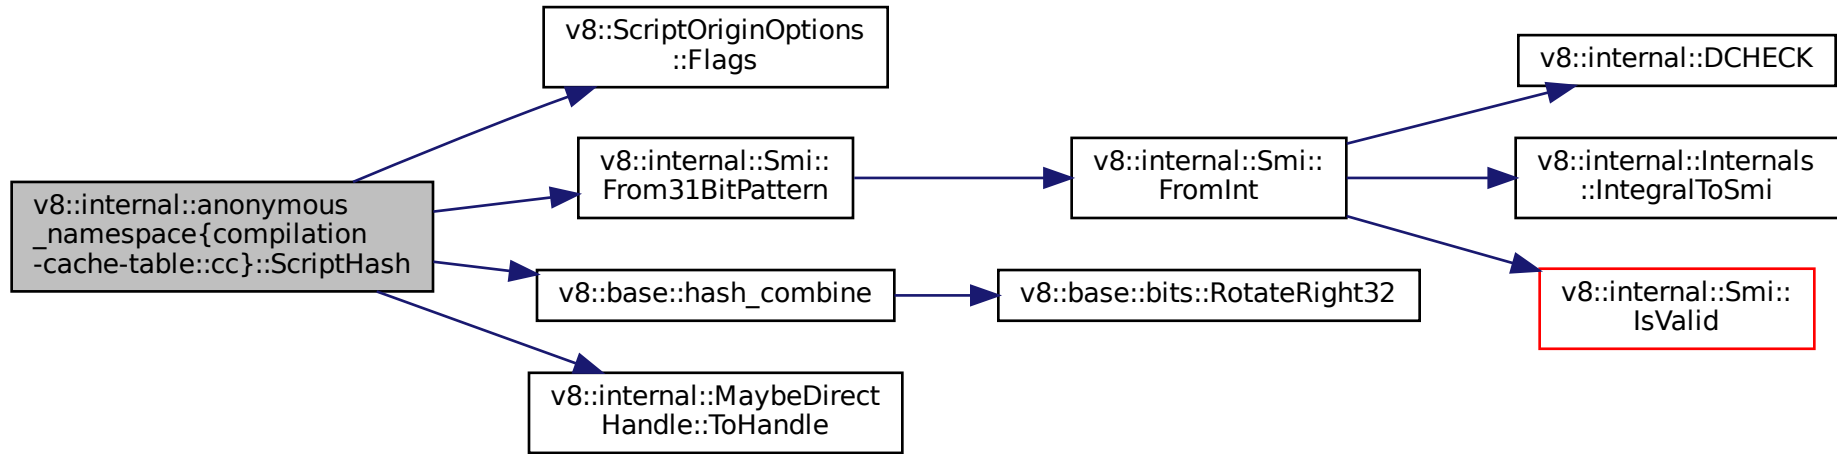 v8::internal::anonymous
_namespace{compilation
-cache-table::cc}::ScriptHash
v8::ScriptOriginOptions
::Flags
v8::internal::Smi::
From31BitPattern
v8::base::hash_combine
v8::internal::MaybeDirect
Handle::ToHandle
v8::internal::Smi::
FromInt
v8::base::bits::RotateRight32
v8::internal::DCHECK
v8::internal::Internals
::IntegralToSmi
v8::internal::Smi::
IsValid